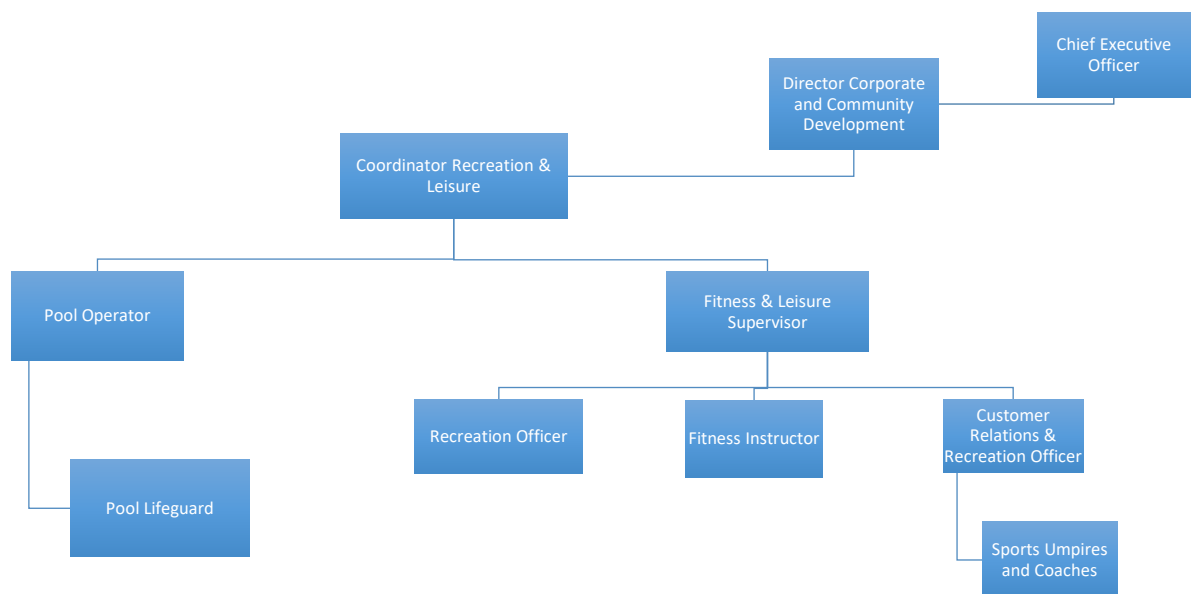 Chief Executive
Officer
Director Corporate
and Community
Development
Coordinator Recreation &
Leisure
Pool Operator
Fitness & Leisure
Supervisor
Recreation Officer
Fitness Instructor
Customer
Relations &
Recreation Officer
Pool Lifeguard
Sports Umpires
and Coaches